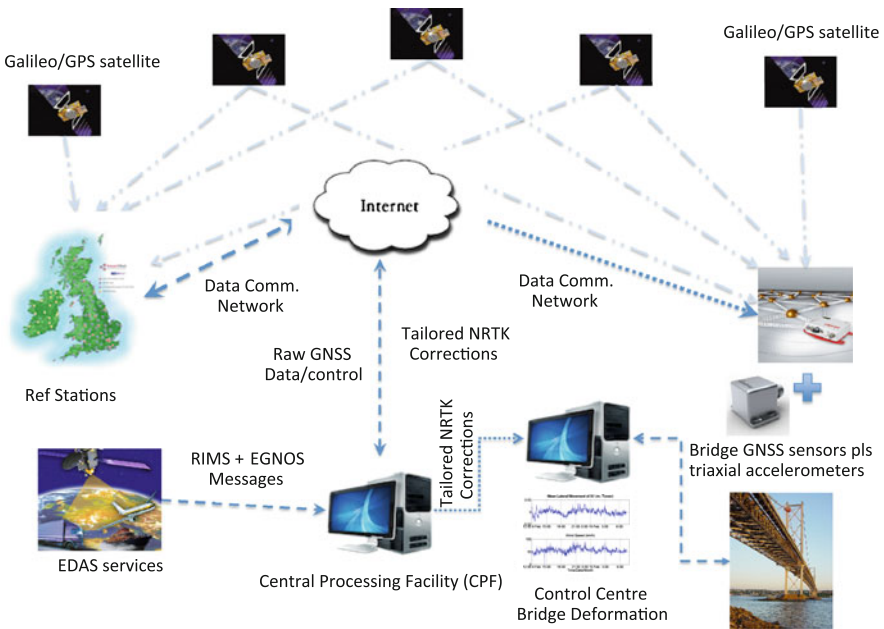 Galileo/GPS satellite
Galileo/GPS satellite
Internet
Data Comm.
Network
Data Comm.
Network
Ref Stations
Raw GNSS
Data/control
Tailored NRTK
Corrections
RIMS + EGNOS
Messages
Tailored NRTK
Corrections
Bridge GNSS sensors pls
triaxial accelerometers
EDAS services
Central Processing Facility (CPF)
Control Centre
Bridge Deformation